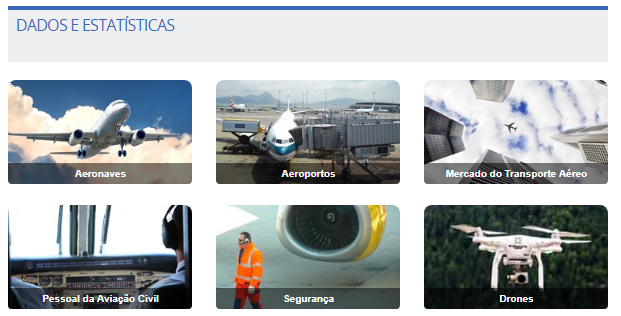 DADOS E ESTATÍSTICAS
Aeronaves
Aeroportos
Mercado do Transporte Aéreo
Pessoal da Aviação Civil
Segurança
Drones